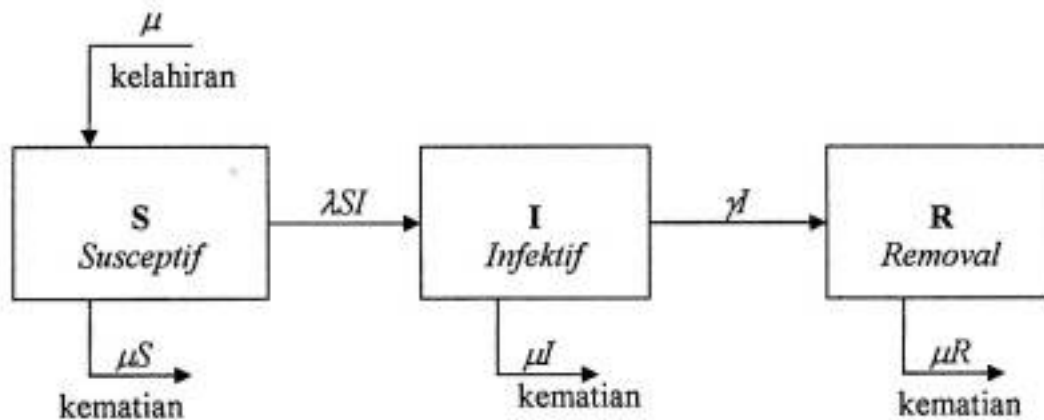 μ
kelahiran
S
Susceptif
λSI
I
Infektif
γI
R
Removal
μS
kematian
μI
kematian
μR
kematian